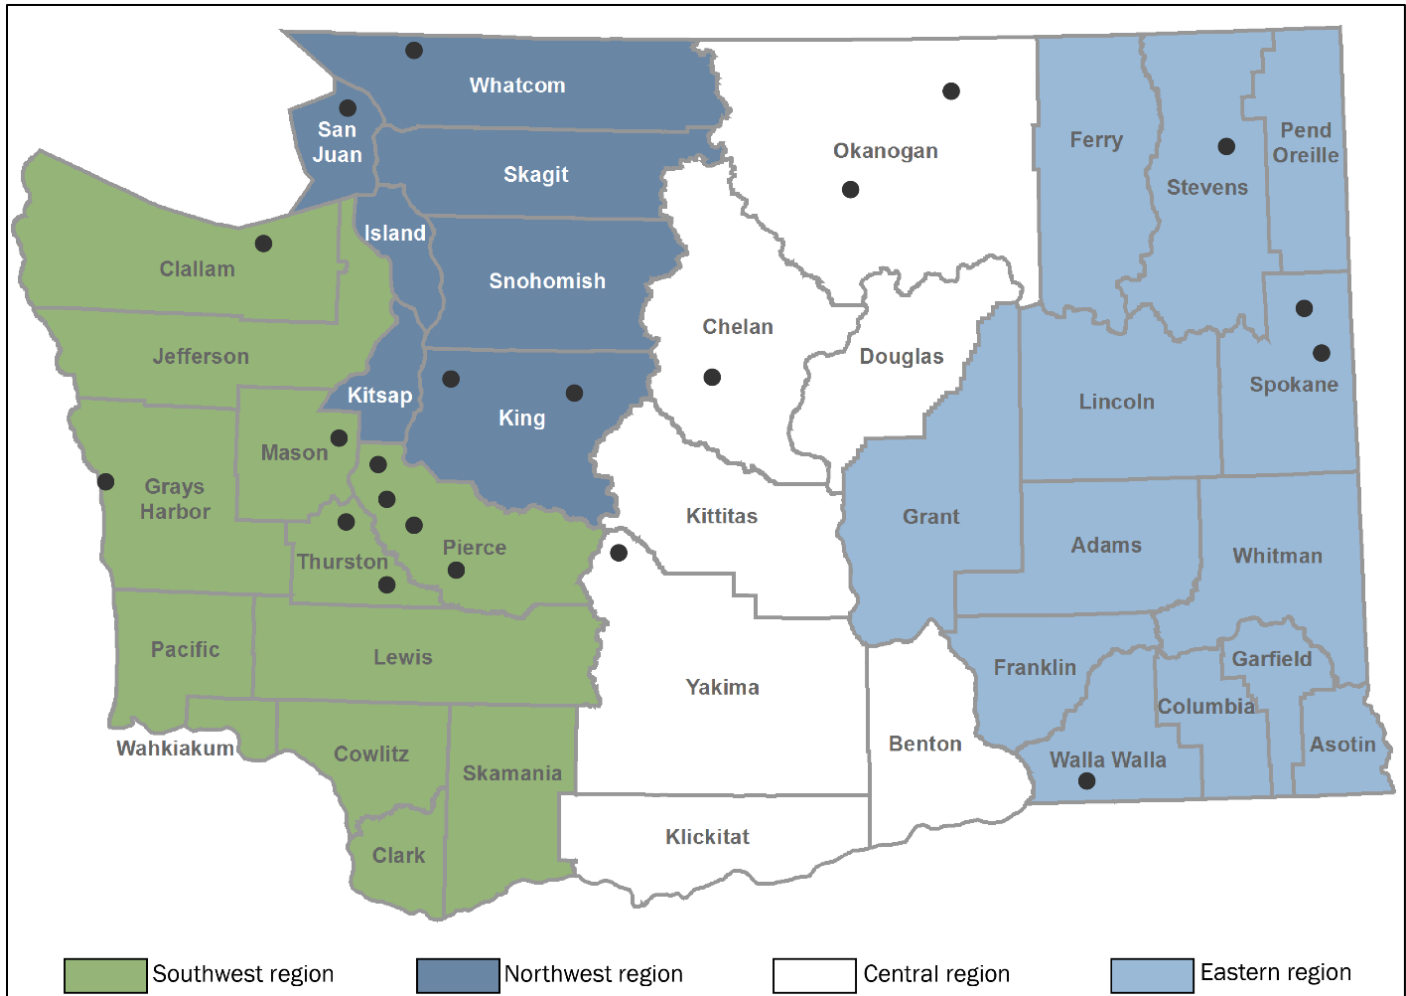 Whatcom
San
Juan
Skagit
Okanogan
Ferry
Pend
Oreille
Stevens
Island
Clallam
Snohomish
Jefferson
Chelan
Douglas
Kitsap
King
Lincoln
Spokane
Mason
Grays
Harbor
Kittitas
Grant
Adams
Whitman
Thurston
Pierce
Pacific
Lewis
Yakima
Franklin
Garfield
Columbia
Wahkiakum
Cowlitz
Skamania
Benton
Walla Walla
Asotin
Clark
Klickitat
Southwest region
Northwest region
Central region
Eastern region